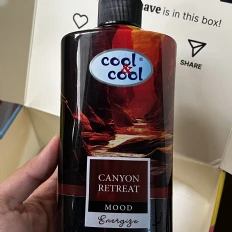 ave is in this box!
SHARE
cool®
&
cool
CANYON
RETREAT
MOOD
Energize